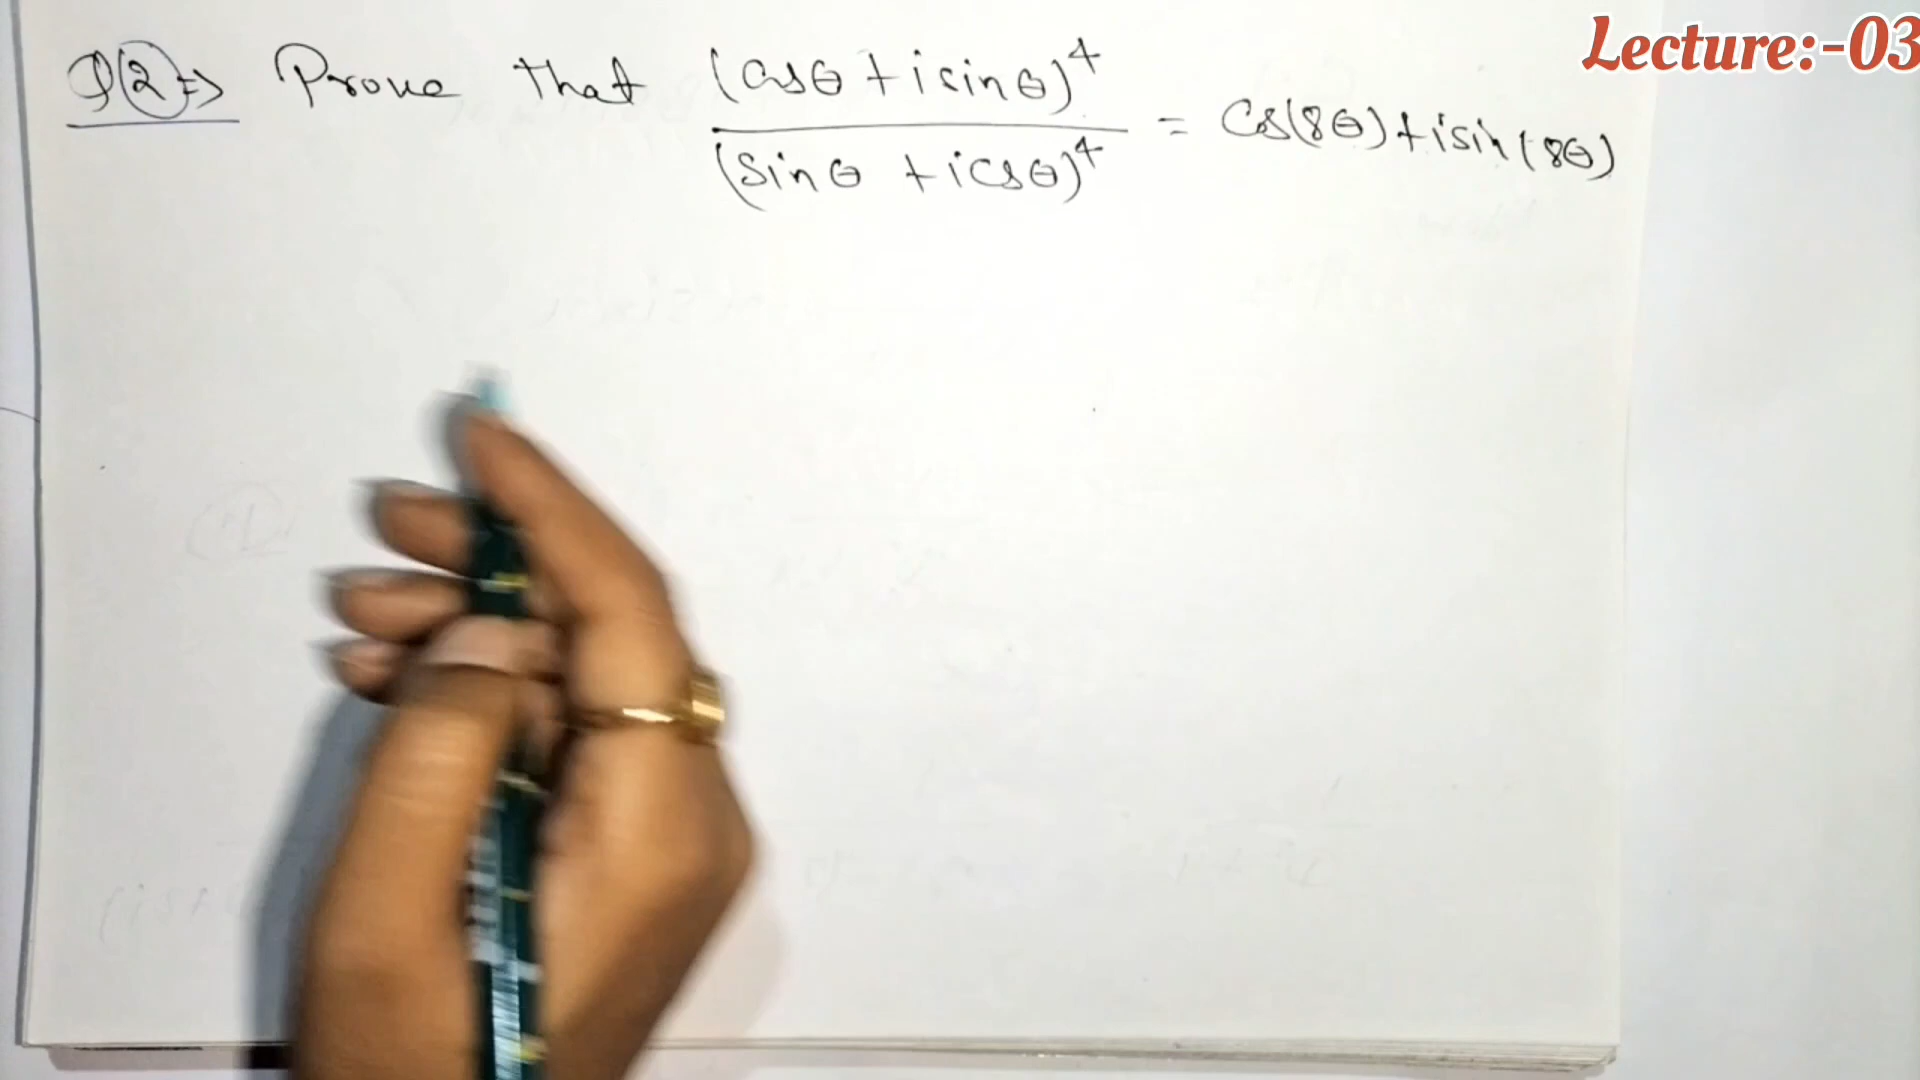 Lecture:-03
Q(2)=> Prove that (cosθ + i sinθ)^4 / (sinθ + i cosθ)^4 = Cos(8θ) + i sin(8θ)